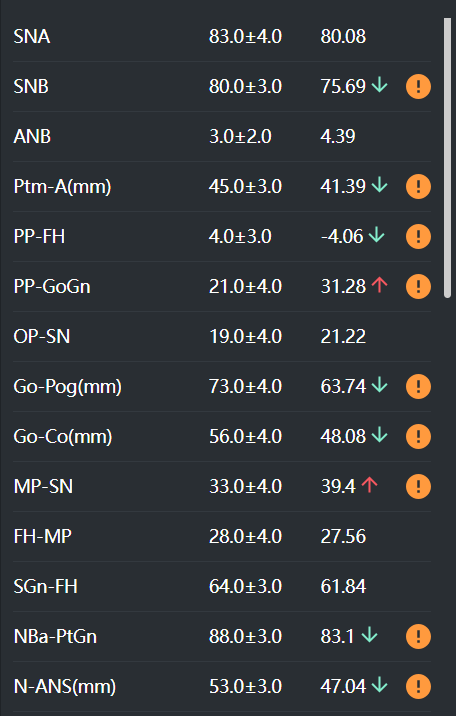 SNA 83.0±4.0 80.08
SNB 80.0±3.0 75.69 ↓ !
ANB 3.0±2.0 4.39
Ptm-A(mm) 45.0±3.0 41.39 ↓ !
PP-FH 4.0±3.0 -4.06 ↓ !
PP-GoGn 21.0±4.0 31.28 ↑ !
OP-SN 19.0±4.0 21.22
Go-Pog(mm) 73.0±4.0 63.74 ↓ !
Go-Co(mm) 56.0±4.0 48.08 ↓ !
MP-SN 33.0±4.0 39.4 ↑ !
FH-MP 28.0±4.0 27.56
SGn-FH 64.0±3.0 61.84
NBa-PtGn 88.0±3.0 83.1 ↓ !
N-ANS(mm) 53.0±3.0 47.04 ↓ !